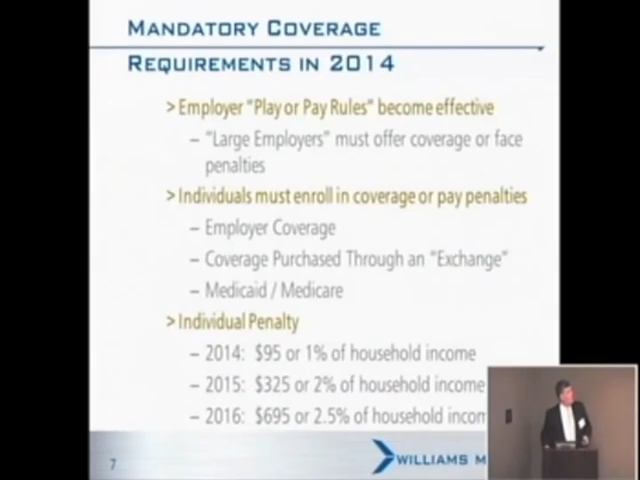 MANDATORY COVERAGE
REQUIREMENTS IN 2014
> Employer “Play or Pay Rules” become effective
– “Large Employers” must offer coverage or face
penalties
> Individuals must enroll in coverage or pay penalties
– Employer Coverage
– Coverage Purchased Through an “Exchange”
– Medicaid / Medicare
> Individual Penalty
– 2014: $95 or 1% of household income
– 2015: $325 or 2% of household income
– 2016: $695 or 2.5% of household incom
7
WILLIAMS M